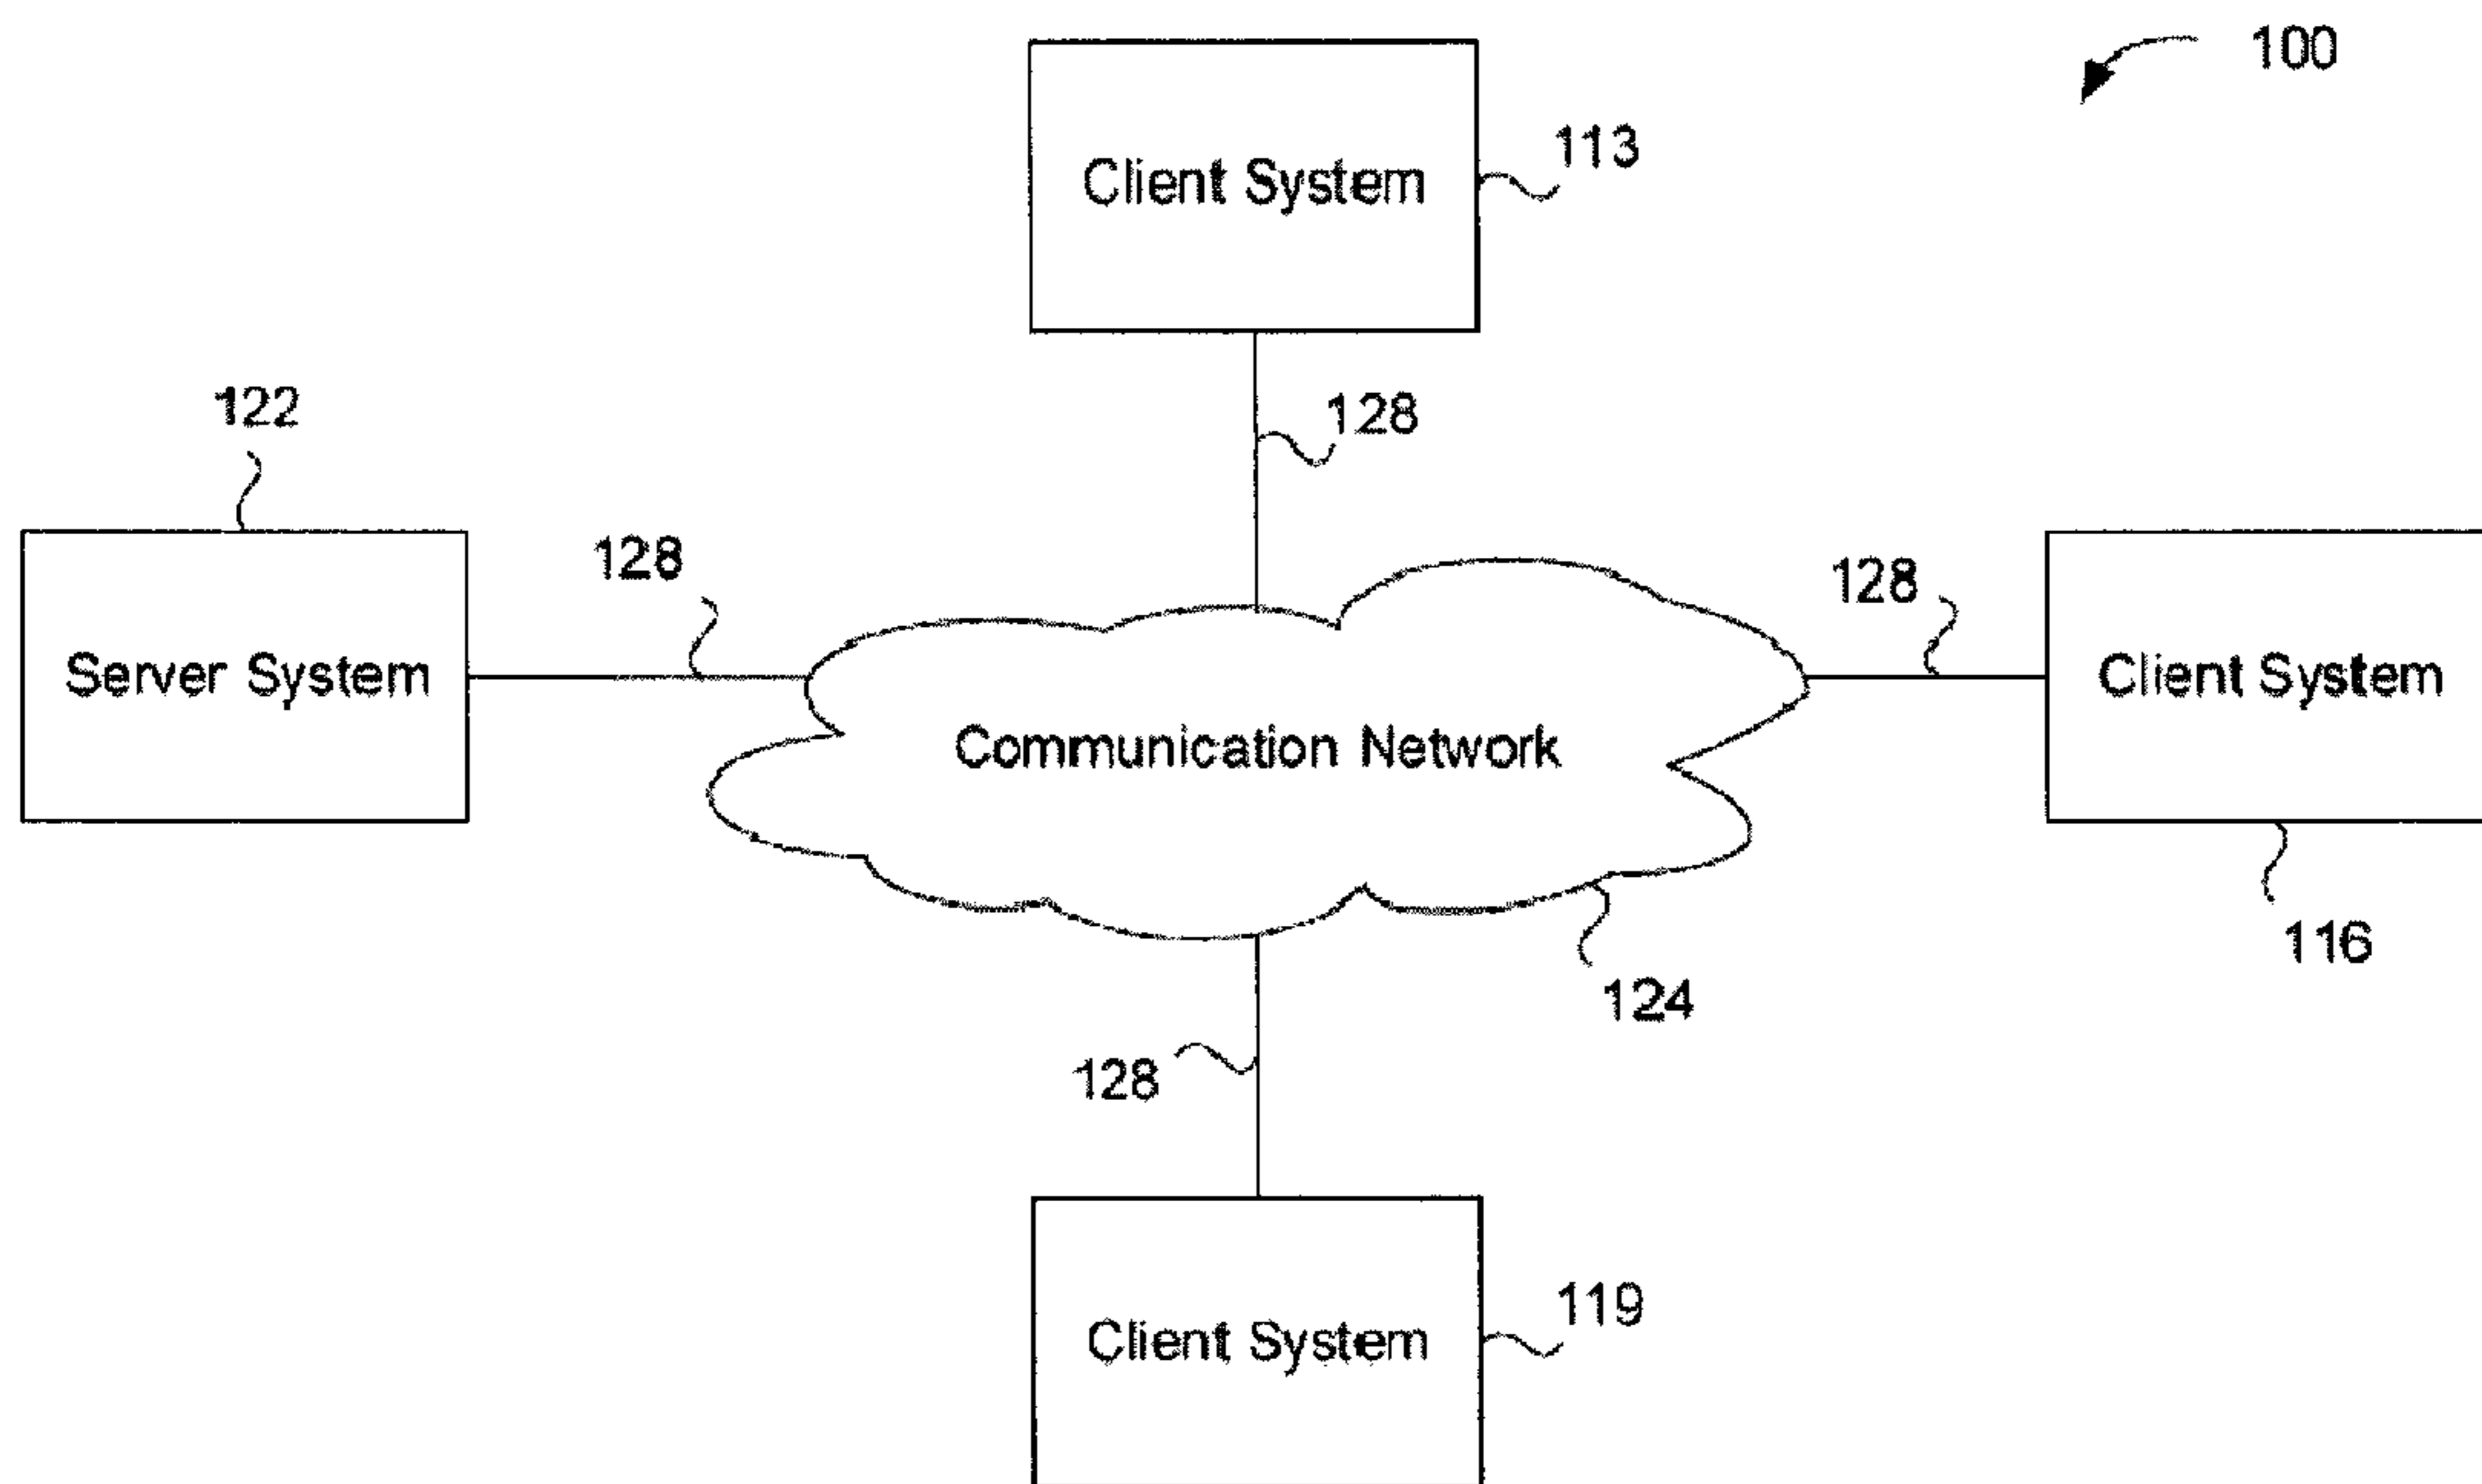 100
Client System
113
128
122
128
128
Server System
Client System
Communication Network
116
124
128
119
Client System